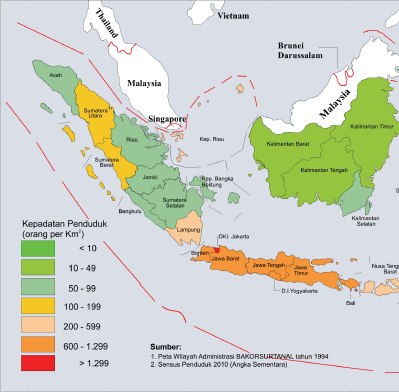 Thailand
Vietnam
Brunei
Darussalam
Aceh
Malaysia
Malaysia
Sumatera
Utara
Singapore
Kalimantan Timur
Riau
Kep. Riau
Kalimantan Barat
Sumatera
Barat
Kalimantan Tengah
Jambi
Kep. Bangka
Belitung
Sumatera
Selatan
Bengkulu
Kalimantan
Selatan
Lampung
Kepadatan Penduduk
(orang per Km²)
< 10
10 - 49
50 - 99
100 - 199
200 - 599
600 - 1.299
> 1.299
DKI. Jakarta
Banten
Jawa Barat
Jawa Tengah
Jawa
Timur
D.I.Yogyakarta
Nusa Teng
Barat
Bali
Sumber:
1. Peta Wilayah Administrasi BAKORSURTANAL tahun 1994
2. Sensus Penduduk 2010 (Angka Sementara)